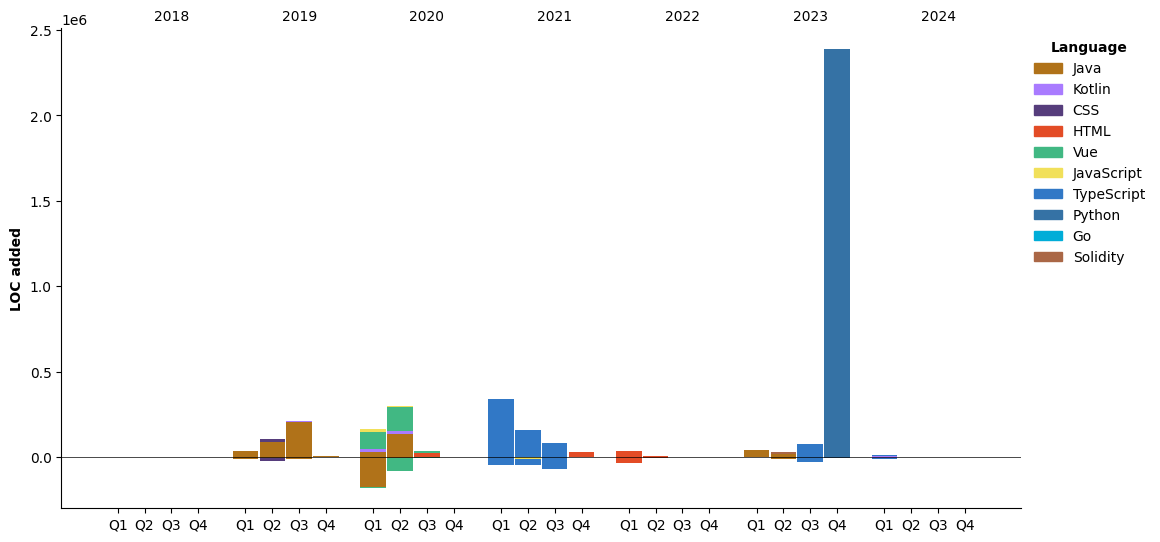 1e6
2018 2019 2020 2021 2022 2023 2024
2.5
2.0
1.5
1.0
0.5
0.0
LOC added
Q1 Q2 Q3 Q4 Q1 Q2 Q3 Q4 Q1 Q2 Q3 Q4 Q1 Q2 Q3 Q4 Q1 Q2 Q3 Q4 Q1 Q2 Q3 Q4 Q1 Q2 Q3 Q4
Language
Java
Kotlin
CSS
HTML
Vue
JavaScript
TypeScript
Python
Go
Solidity